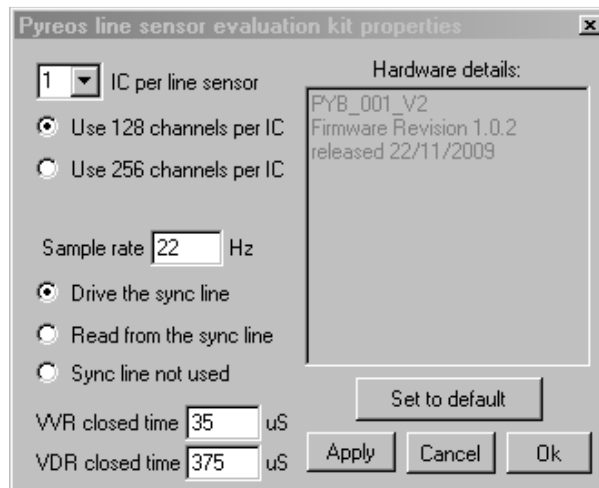 Pyreos line sensor evaluation kit properties
1 IC per line sensor
Use 128 channels per IC
Use 256 channels per IC
Sample rate 22 Hz
Drive the sync line
Read from the sync line
Sync line not used
VVR closed time 35 uS
VDR closed time 375 uS
Hardware details:
PYB_001_V2
Firmware Revision 1.0.2
released 22/11/2009
Set to default
Apply Cancel Ok